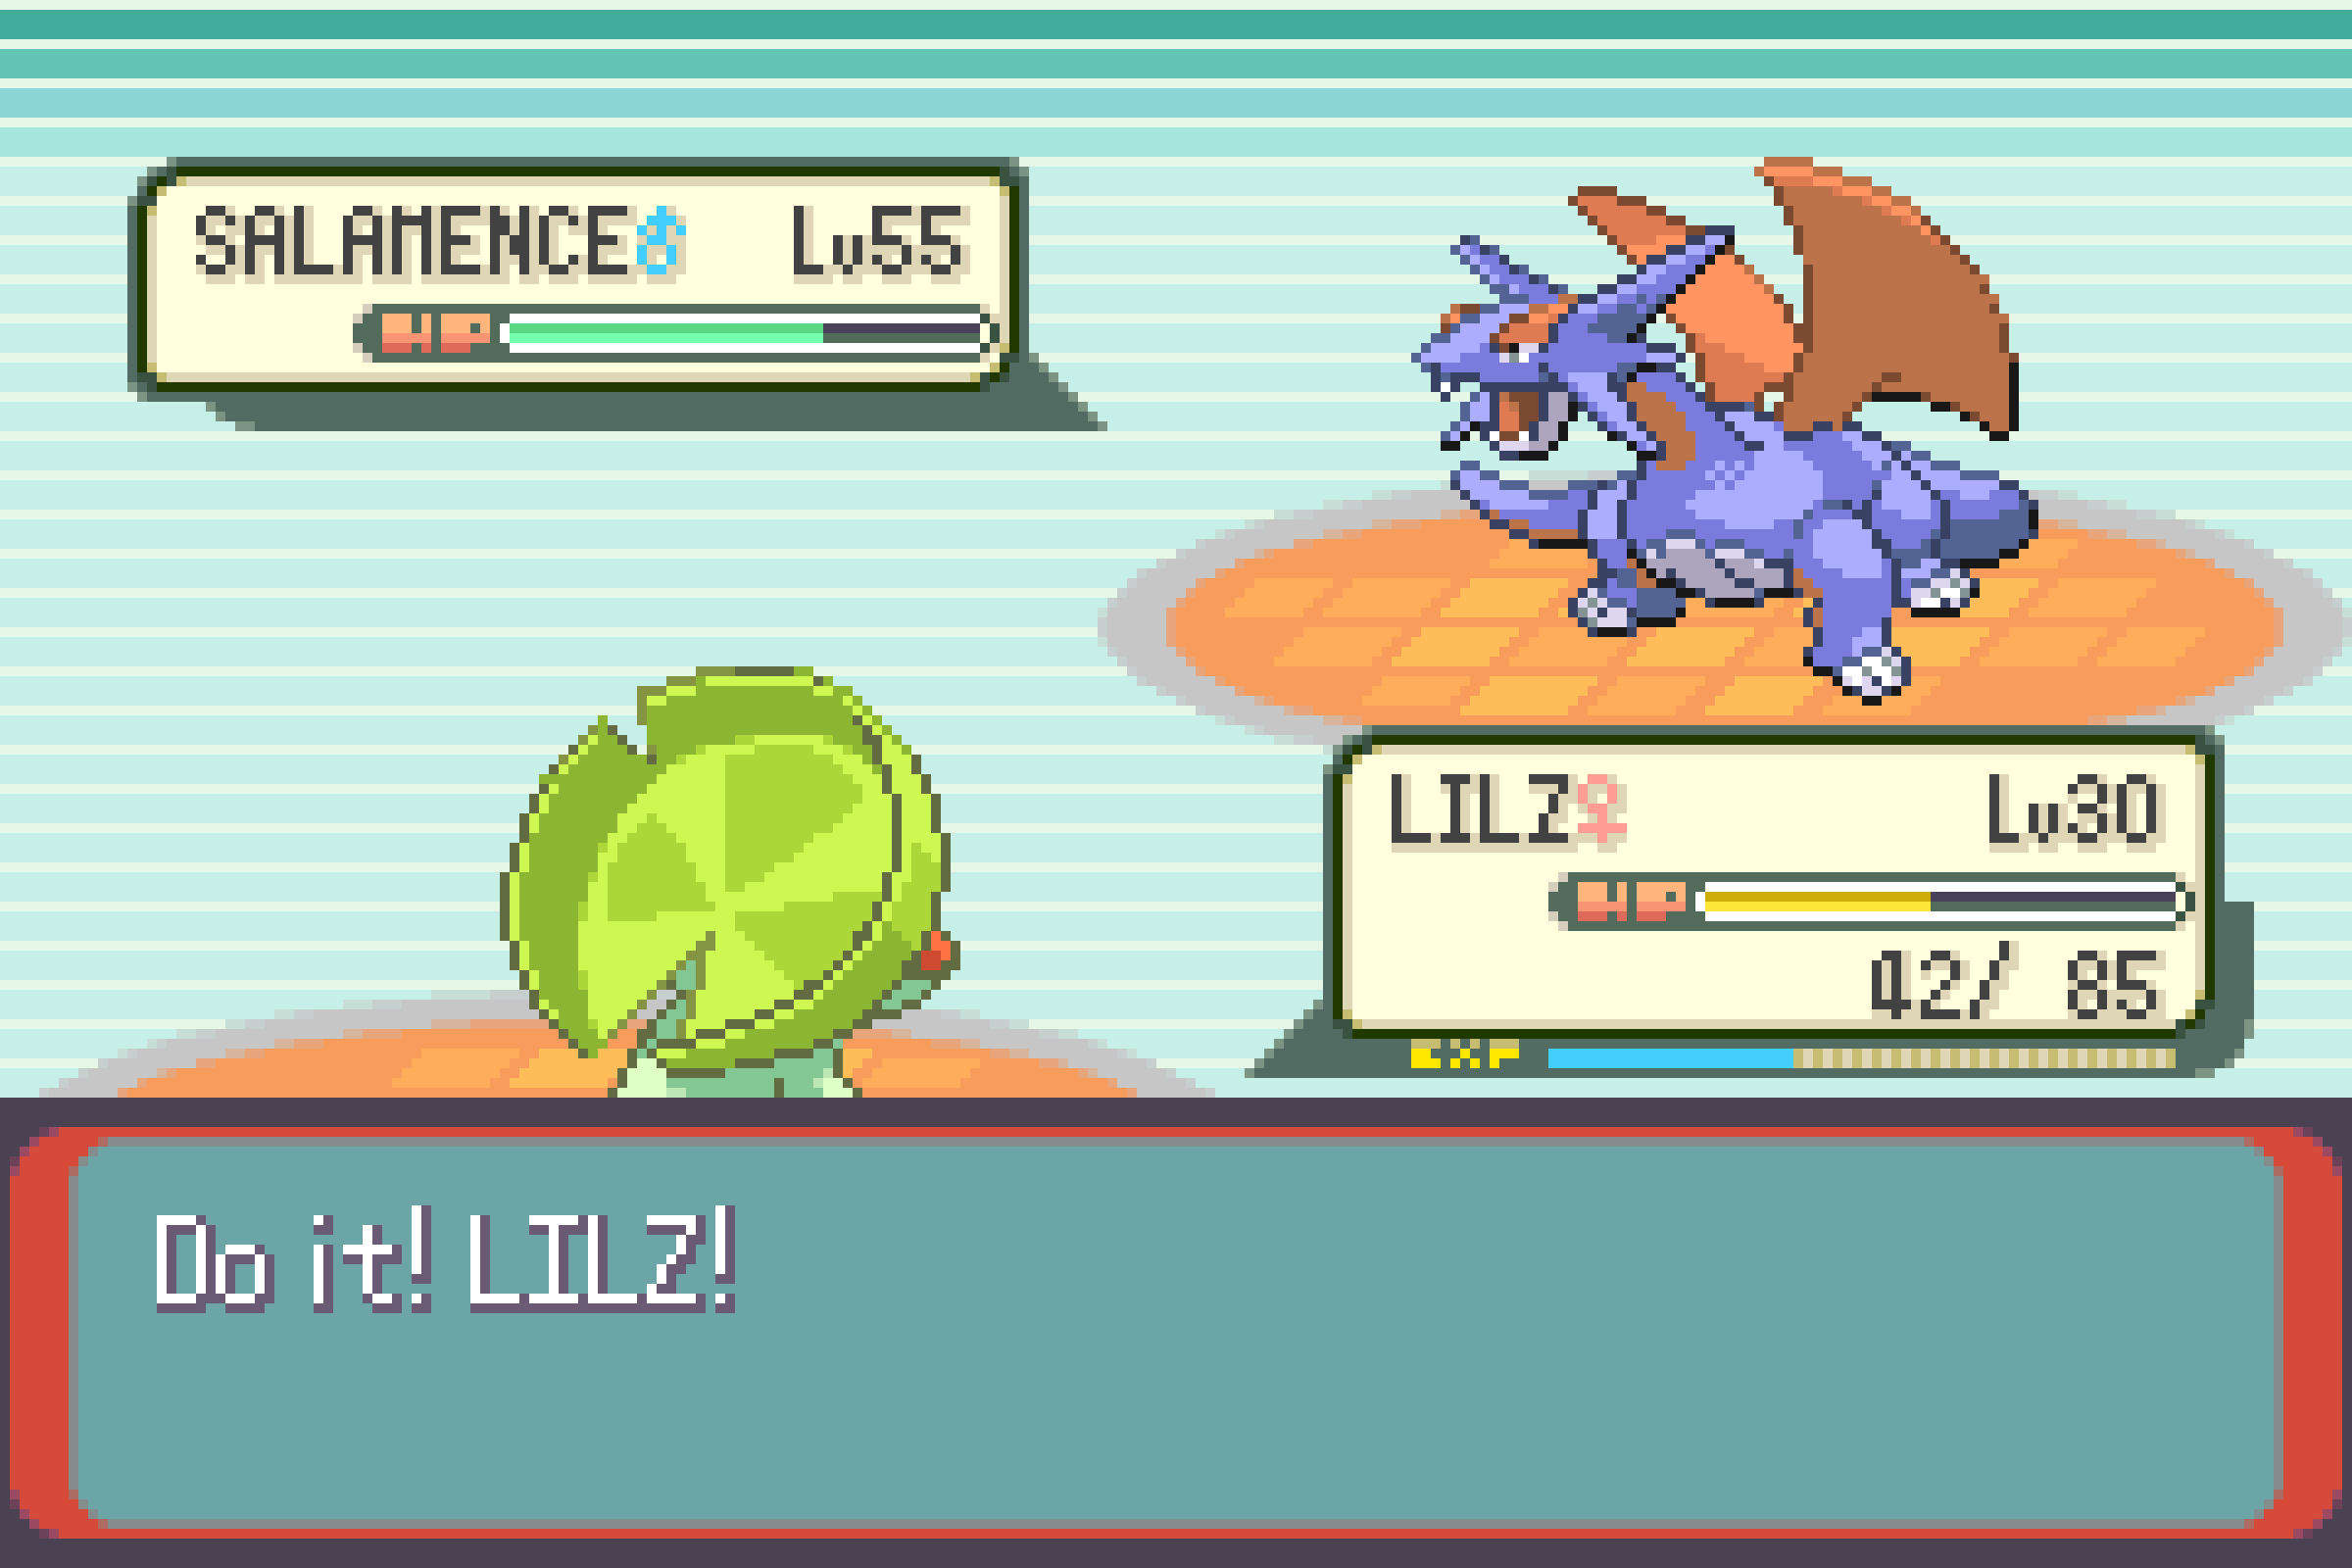 SALAMENCE♂ Lv55
HP
LILZ♀ Lv30
HP
42/ 85
EXP
Do it! LILZ!